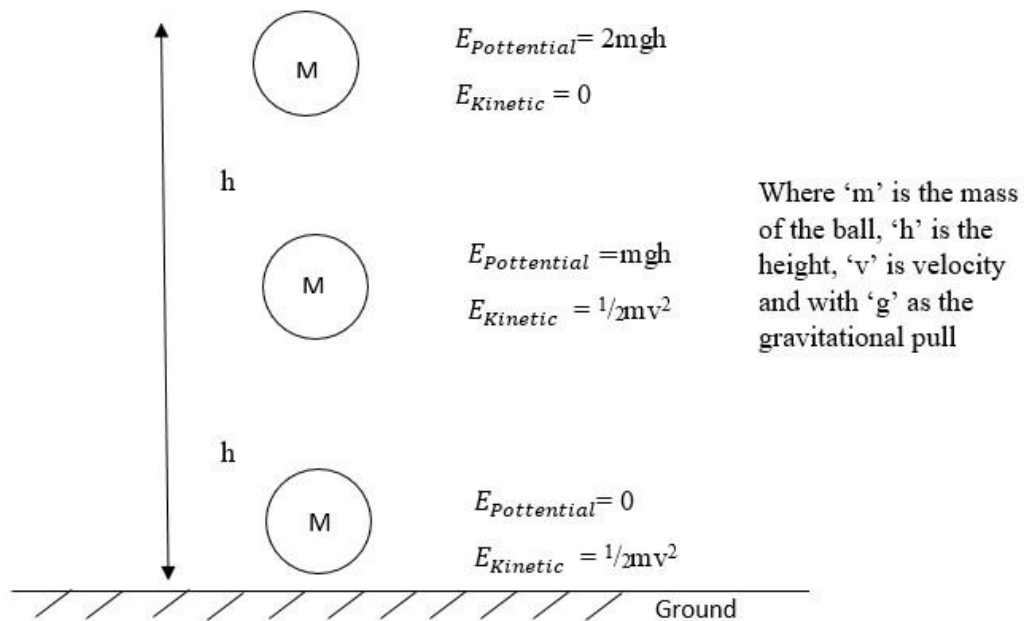 M
E_Pottential = 2mgh
E_Kinetic = 0
h
M
E_Pottential =mgh
E_Kinetic = 1/2mv²
Where ‘m’ is the mass
of the ball, ‘h’ is the
height, ‘v’ is velocity
and with ‘g’ as the
gravitational pull
h
M
E_Pottential= 0
E_Kinetic = 1/2mv²
Ground